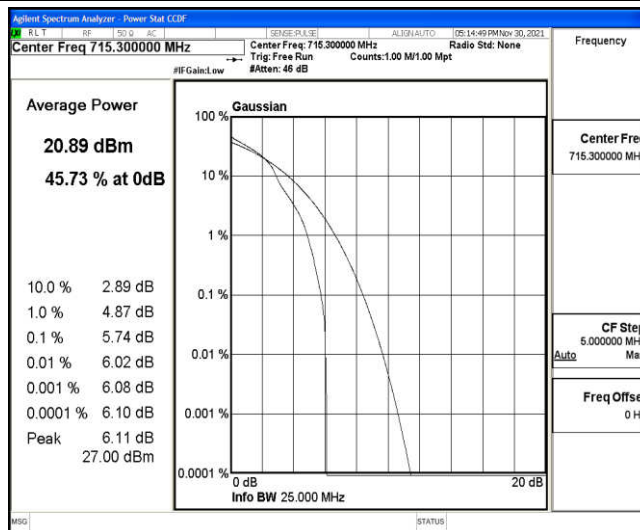 Agilent Spectrum Analyzer - Power Stat CCDF
RLT RF 50 Ω AC SENSE:PULSE ALIGN AUTO 05:14:49 PM Nov 30, 2021
Center Freq 715.300000 MHz
Center Freq: 715.300000 MHz Radio Std: None
Trig: Free Run Counts:1.00 M/1.00 Mpt
#IFGain:Low #Atten: 46 dB
Frequency
Average Power
20.89 dBm
45.73 % at 0dB
10.0 % 2.89 dB
1.0 % 4.87 dB
0.1 % 5.74 dB
0.01 % 6.02 dB
0.001 % 6.08 dB
0.0001 % 6.10 dB
Peak 6.11 dB
27.00 dBm
Gaussian
100 %
10 %
1 %
0.1 %
0.01 %
0.001 %
0.0001 %
0 dB 20 dB
Info BW 25.000 MHz
Center Fre
715.300000 MH
CF Step
5.000000 MH
Auto Ma
Freq Offse
0 H
MSG STATUS